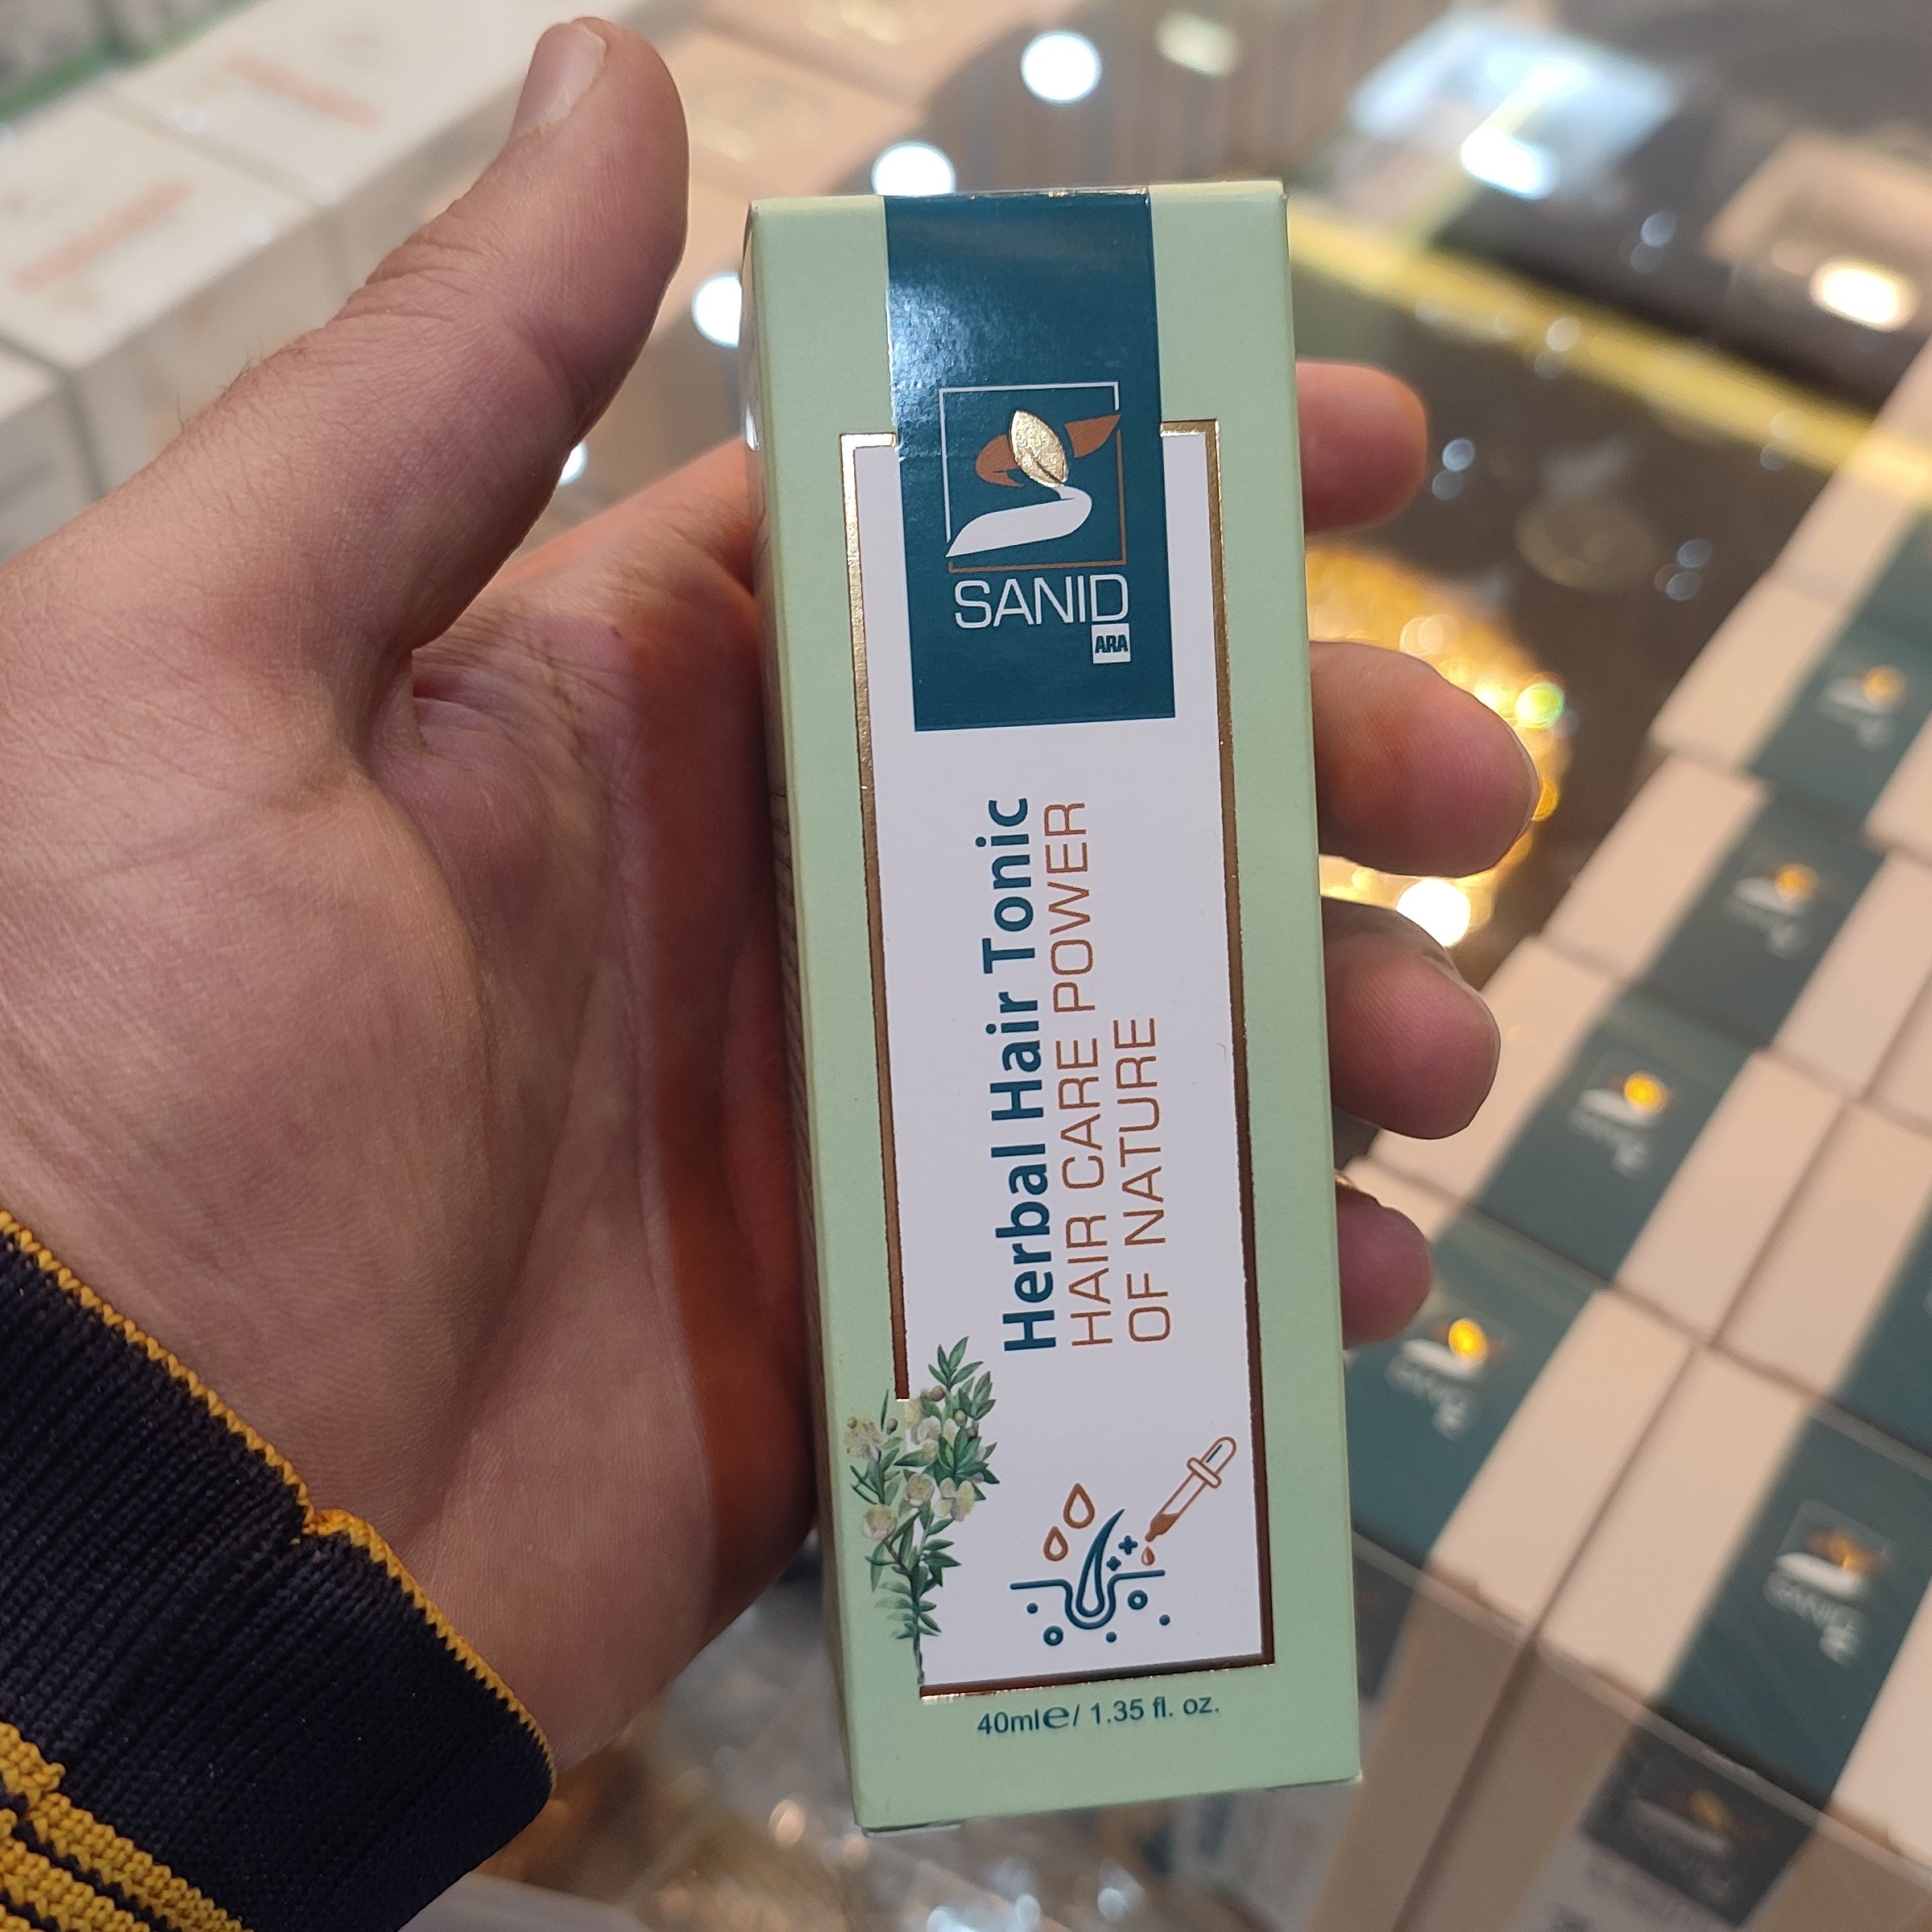 SANID
ARA
Herbal Hair Tonic
HAIR CARE POWER
OF NATURE
40ml℮/ 1.35 fl. oz.